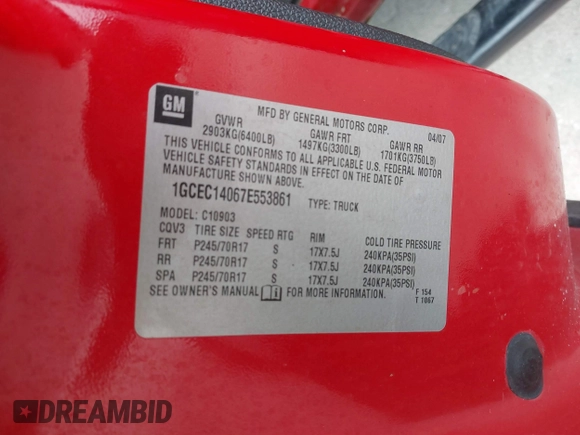 GM
MFD BY GENERAL MOTORS CORP. 04/07
GVWR GAWR FRT GAWR RR
2903KG(6400LB) 1497KG(3300LB) 1701KG(3750LB)
THIS VEHICLE CONFORMS TO ALL APPLICABLE U.S. FEDERAL MOTOR
VEHICLE SAFETY STANDARDS IN EFFECT ON THE DATE OF
MANUFACTURE SHOWN ABOVE.
1GCEC14067E553861 TYPE: TRUCK
MODEL: C10903
CQV3 TIRE SIZE SPEED RTG RIM COLD TIRE PRESSURE
FRT P245/70R17 S 17X7.5J 240KPA(35PSI)
RR P245/70R17 S 17X7.5J 240KPA(35PSI)
SPA P245/70R17 S 17X7.5J 240KPA(35PSI)
SEE OWNER'S MANUAL FOR MORE INFORMATION.
F 154
T 1067
DREAMBID